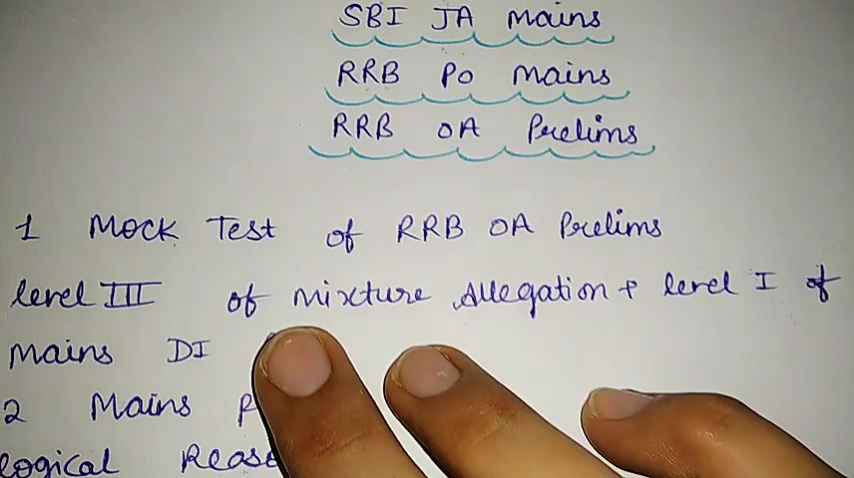 SBI JA Mains
RRB PO Mains
RRB OA Prelims
1 Mock Test of RRB OA Prelims
level III of mixture Allegation + level I of
Mains DI
2 Mains
logical